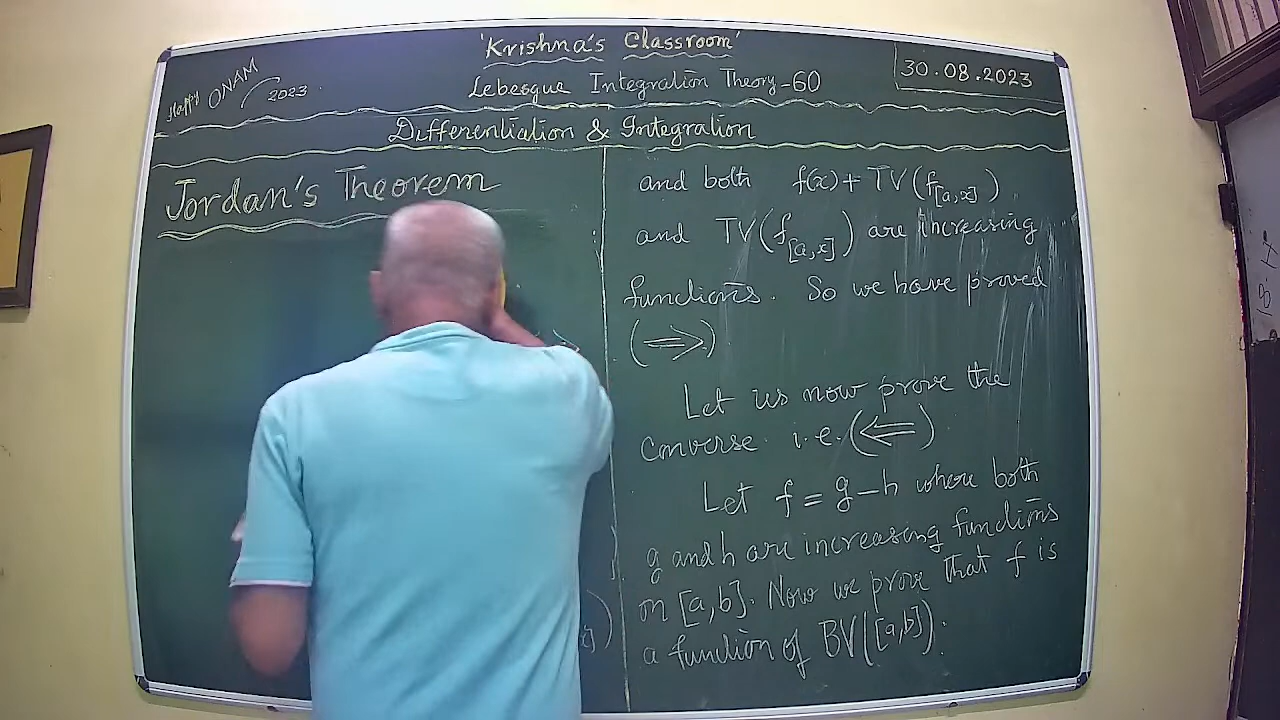 'Krishna's Classroom'
Lebesgue Integration Theory-60
30.08.2023
Happy ONAM 2023
Differentiation & Integration
Jordan's Theorem
and both f(x) + TV(f[a,x])
and TV(f[a,x]) are increasing
functions. So we have proved
(⟹)
Let us now prove the
converse i.e. (⟸)
Let f = g – h where both
g and h are increasing functions
on [a,b]. Now we prove that f is
a function of BV([a,b]).